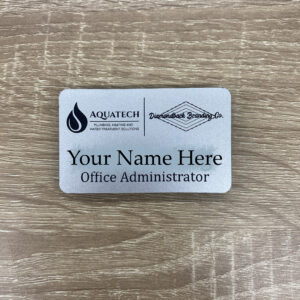 AQUATECH
PLUMBING, HEATING AND
WATER TREATMENT SOLUTIONS
Diamondback Branding Co.
Your Name Here
Office Administrator